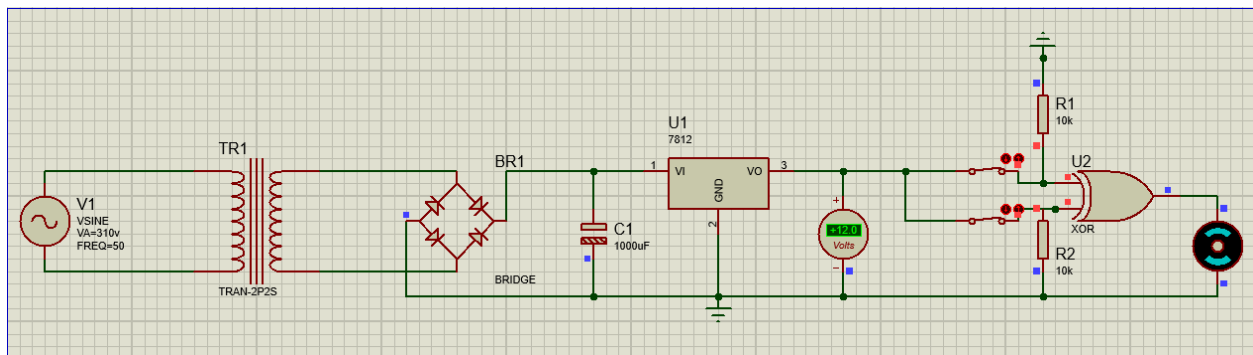 V1
VSINE
VA=310v
FREQ=50
TR1
TRAN-2P2S
BR1
BRIDGE
C1
1000uF
U1
7812
1
VI
VO
3
GND
2
+
+12.0
Volts
−
R1
10k
U2
XOR
R2
10k